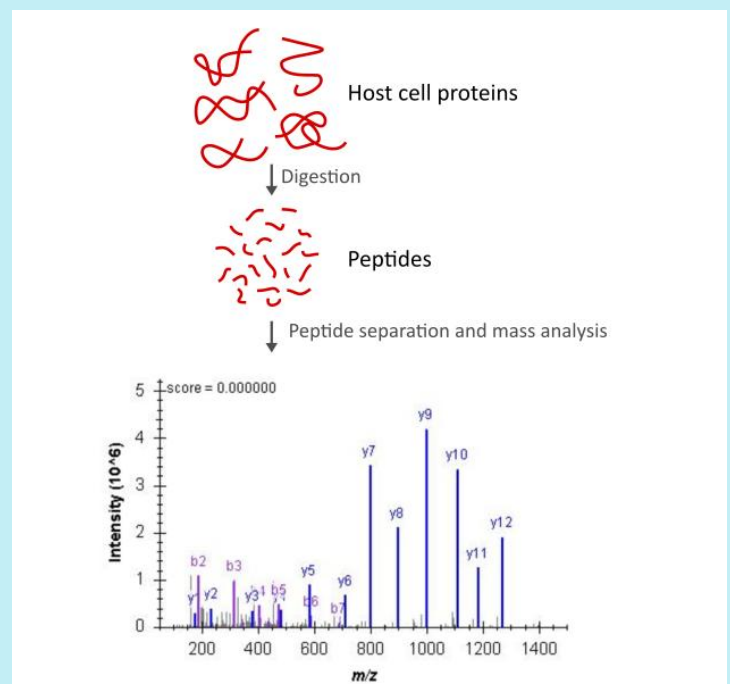 Host cell proteins
Digestion
Peptides
Peptide separation and mass analysis
score = 0.000000
Intensity (10^6)
5
4
3
2
1
0
y9
y7
y10
y8
y12
y11
b2
b3
y5
y6
y2
y3
b5
b6
b7
200
400
600
800
1000
1200
1400
m/z